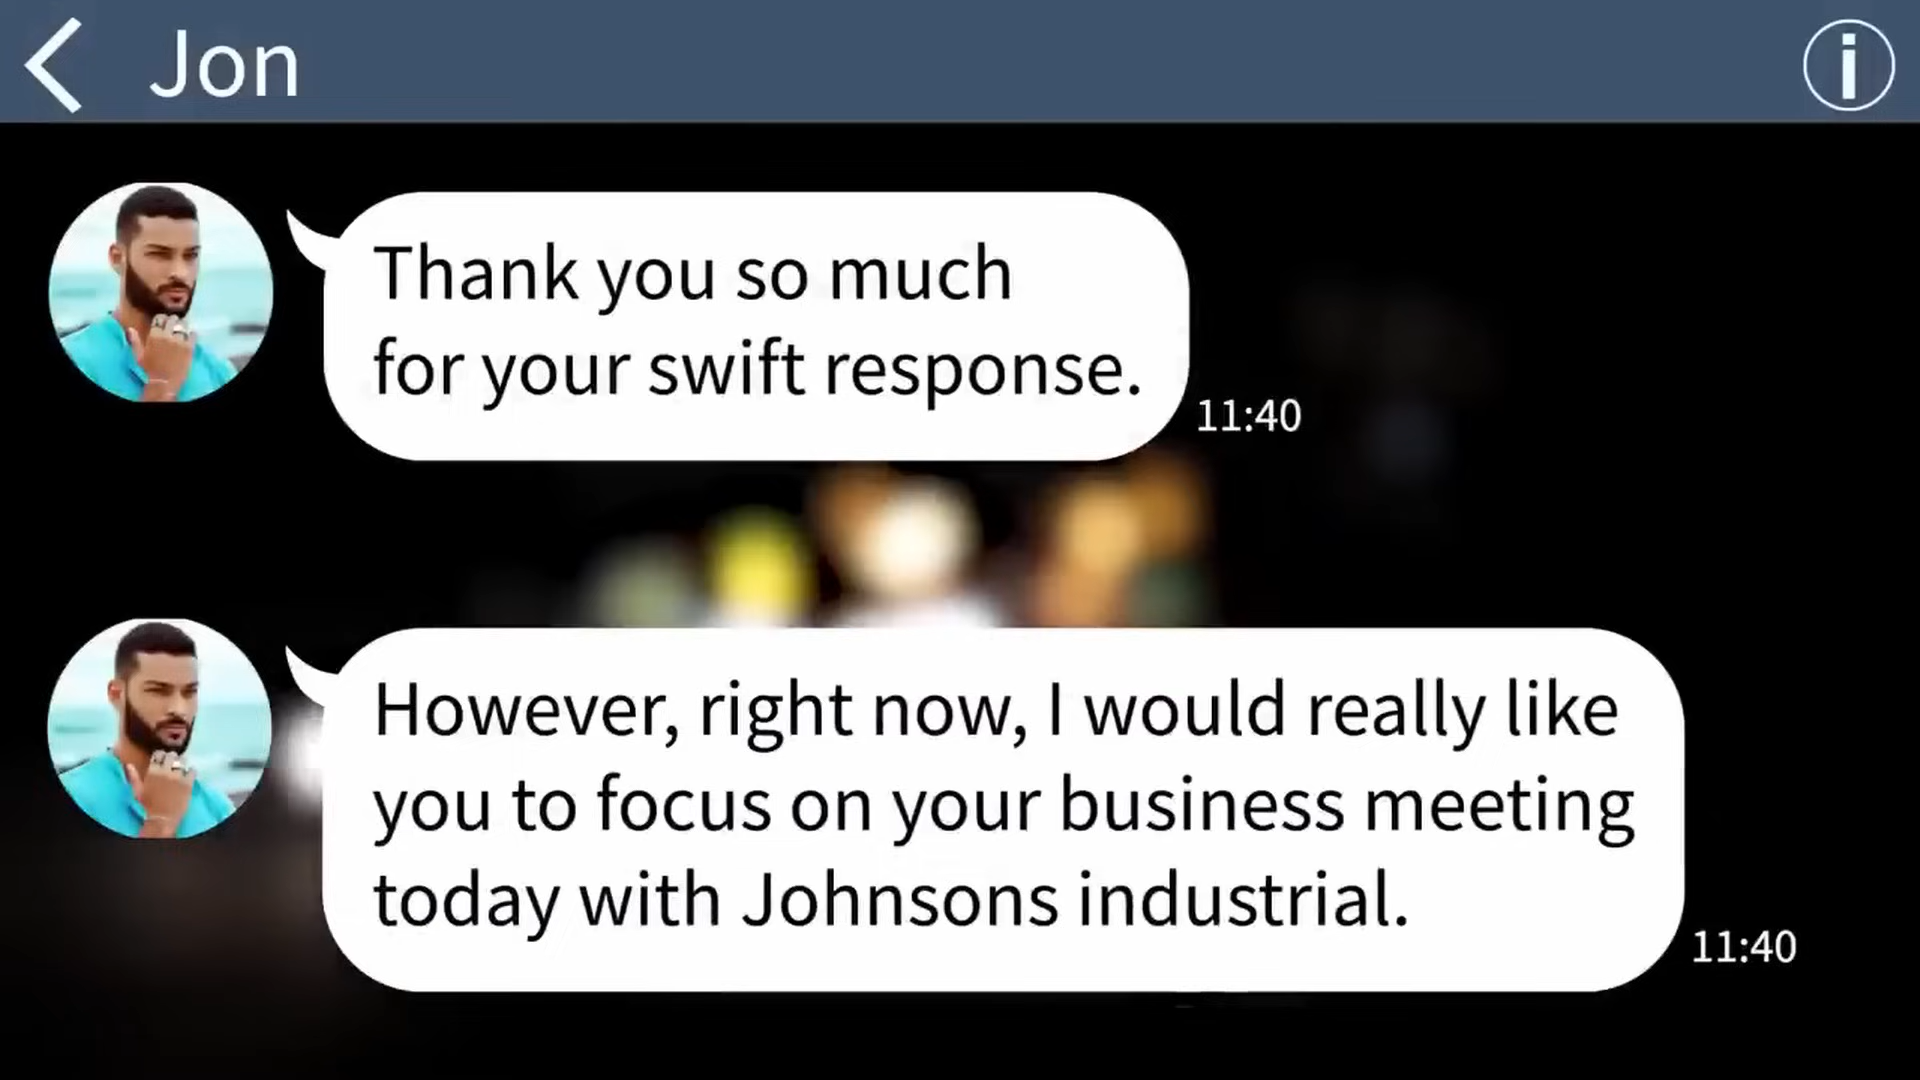 Jon
Thank you so much
for your swift response.
11:40
However, right now, I would really like
you to focus on your business meeting
today with Johnsons industrial.
11:40